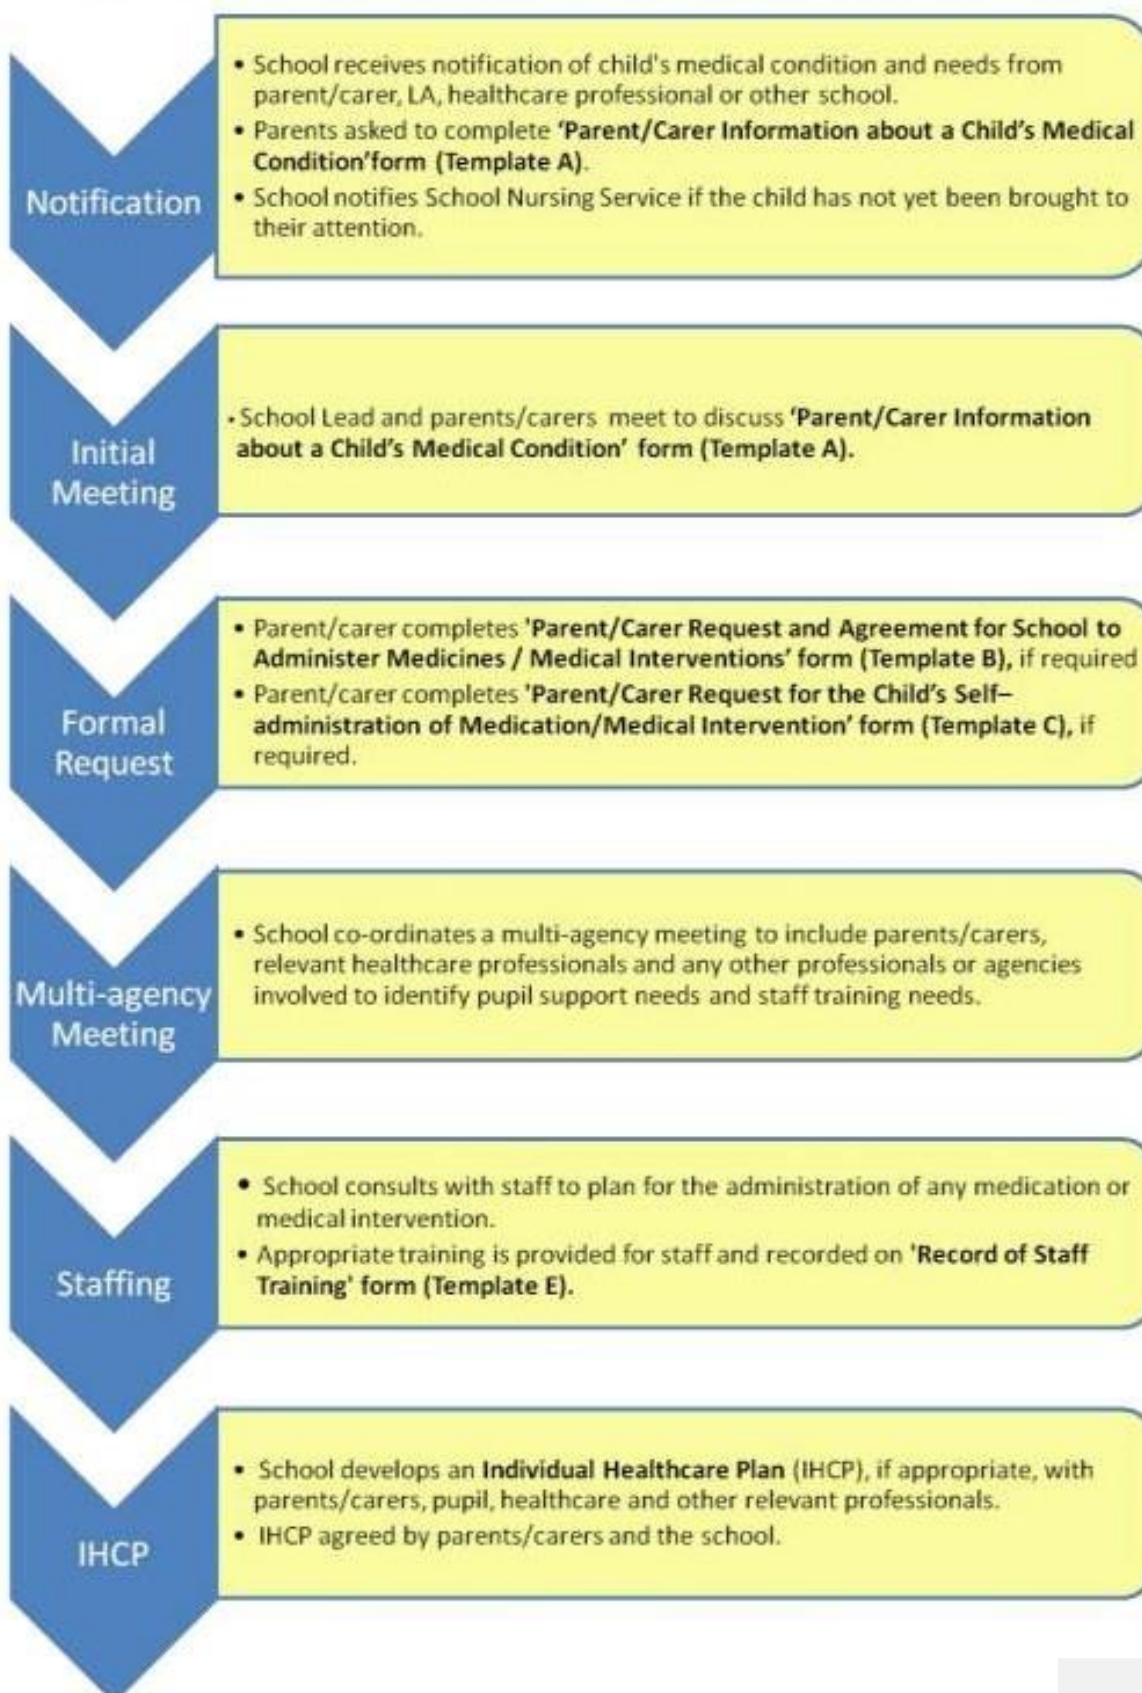 Notification
• School receives notification of child's medical condition and needs from
parent/carer, LA, healthcare professional or other school.
• Parents asked to complete ‘Parent/Carer Information about a Child’s Medical
Condition’form (Template A).
• School notifies School Nursing Service if the child has not yet been brought to
their attention.
Initial
Meeting
• School Lead and parents/carers meet to discuss ‘Parent/Carer Information
about a Child’s Medical Condition’ form (Template A).
Formal
Request
• Parent/carer completes 'Parent/Carer Request and Agreement for School to
Administer Medicines / Medical Interventions’ form (Template B), if required
• Parent/carer completes 'Parent/Carer Request for the Child’s Self–
administration of Medication/Medical Intervention’ form (Template C), if
required.
Multi-agency
Meeting
• School co-ordinates a multi-agency meeting to include parents/carers,
relevant healthcare professionals and any other professionals or agencies
involved to identify pupil support needs and staff training needs.
Staffing
• School consults with staff to plan for the administration of any medication or
medical intervention.
• Appropriate training is provided for staff and recorded on 'Record of Staff
Training' form (Template E).
IHCP
• School develops an Individual Healthcare Plan (IHCP), if appropriate, with
parents/carers, pupil, healthcare and other relevant professionals.
• IHCP agreed by parents/carers and the school.